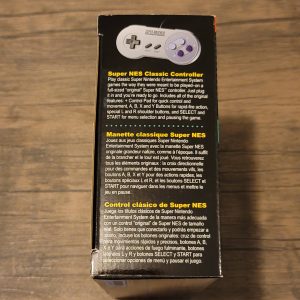 Super NES Classic Controller
Play classic Super Nintendo Entertainment System
games the way they were meant to be played-on a
full-sized "original Super NES" controller. Just plug
it in and you're ready to go. Includes all of the original
features • Control Pad for quick control and
movement, A, B, X and Y Buttons for rapid-fire action,
special L and R shoulder Buttons, and SELECT and
START for menu selection and pausing the game.
Manette classique Super NES
Jouez aux jeux classiques Super Nintendo
Entertainment System avec la manette Super NES
originale grandeur nature, comme à l'époque. Il suffit
de la brancher et le tour est joué. Vous retrouverez
tous les éléments originaux : la croix directionnelle
pour des commandes et des mouvements vifs, les
boutons A, B, X et Y pour des actions rapides, les
boutons spéciaux L et R, et les boutons SELECT et
START pour naviguer dans les menus et mettre le
jeu en pause.
Control clásico de Super NES
Juega los títulos clásicos de Super Nintendo
Entertainment System de la manera más adecuada
con un control "original" de Super NES de tamaño
real. Solo tienes que conectarlo y podrás empezar a
jugar. Incluye los botones originales: cruz de control
para movimientos rápidos y precisos, botones A, B,
X y Y para acciones de fuego fulminante, botones
laterales L y R y botones SELECT y START para
seleccionar opciones de menú y pausar el juego.